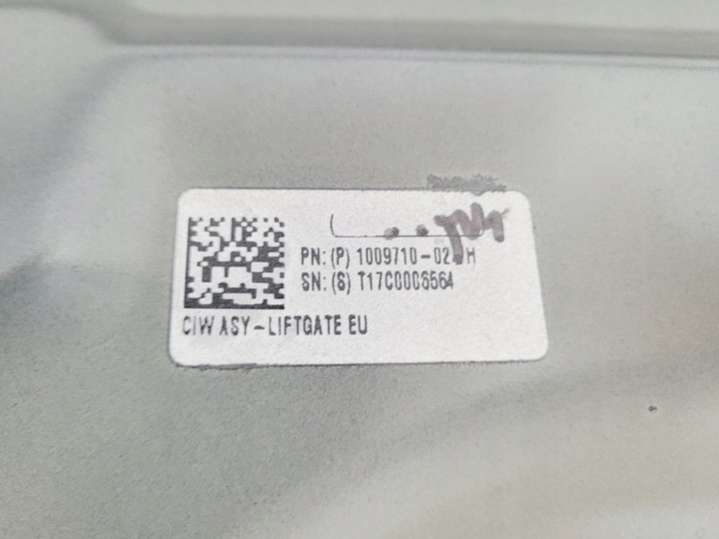 PN: (P) 1009710-02
SN: (S) T17C0006564
CIW ASY-LIFTGATE EU